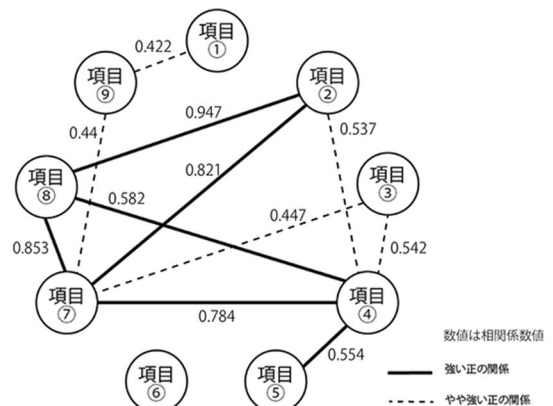 0.422
項目
①
項目
⑨
項目
②
0.947
0.44
0.537
0.821
項目
③
項目
⑧
0.582
0.447
0.853
0.542
項目
⑦
項目
④
0.784
数値は相関係数値
0.554
強い正の関係
項目
⑥
項目
⑤
やや強い正の関係